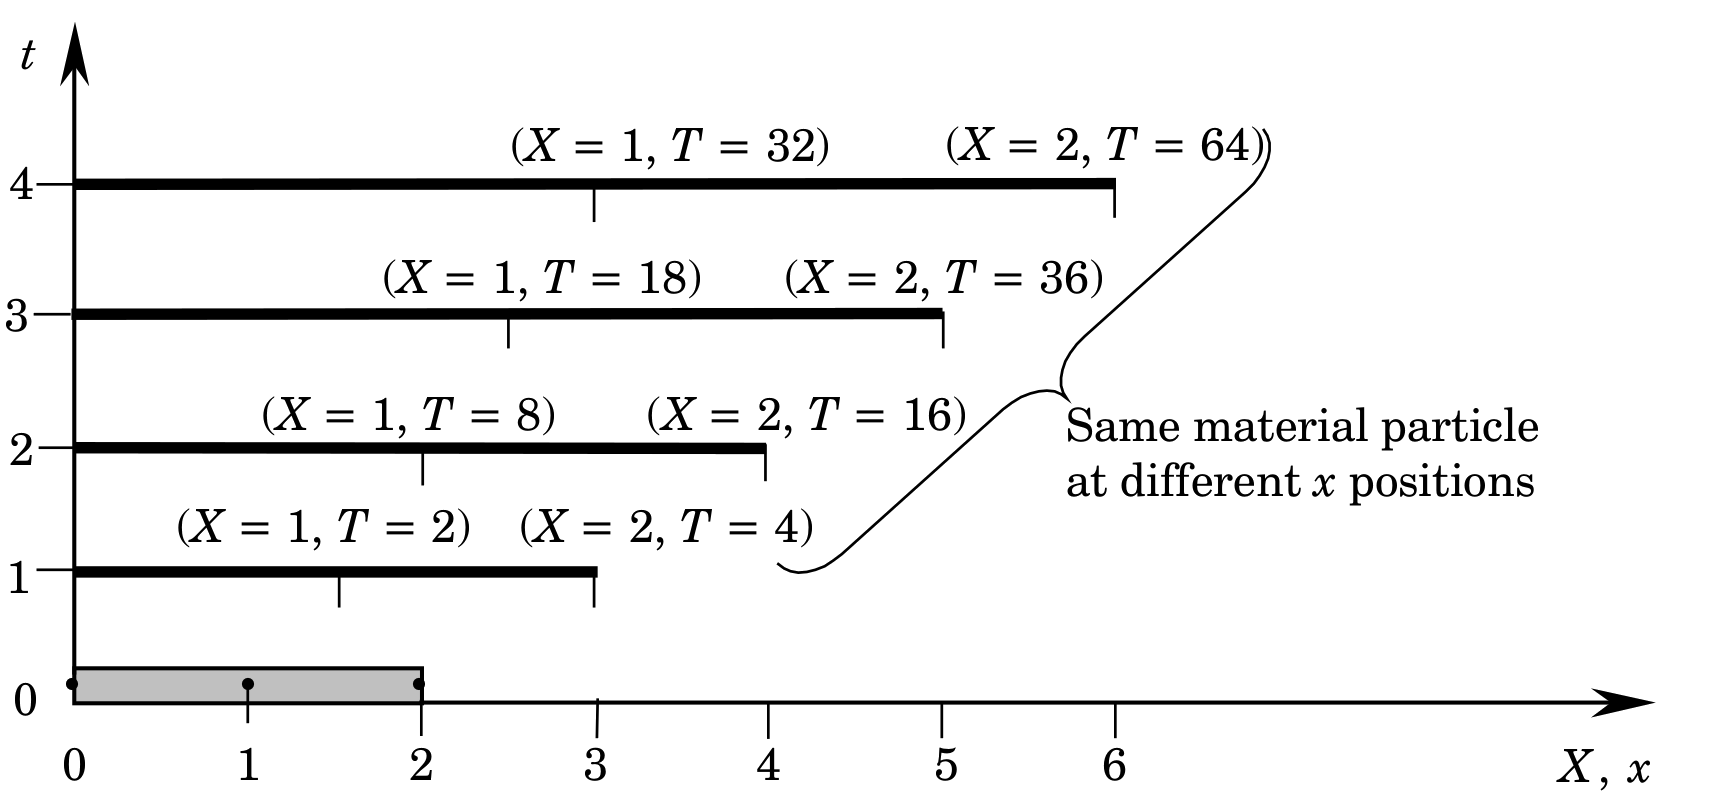 t
(X = 1, T = 32) (X = 2, T = 64)
4
(X = 1, T = 18) (X = 2, T = 36)
3
(X = 1, T = 8) (X = 2, T = 16)
2
Same material particle
at different x positions
(X = 1, T = 2) (X = 2, T = 4)
1
0
0 1 2 3 4 5 6 X, x